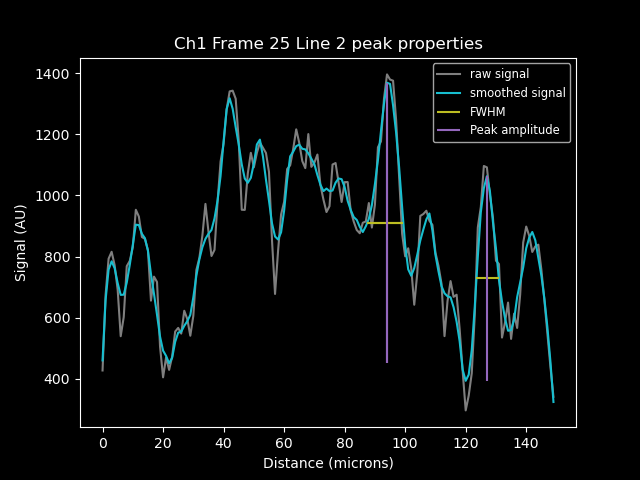 Ch1 Frame 25 Line 2 peak properties
raw signal
smoothed signal
FWHM
Peak amplitude
Signal (AU)
1400
1200
1000
800
600
400
0 20 40 60 80 100 120 140
Distance (microns)